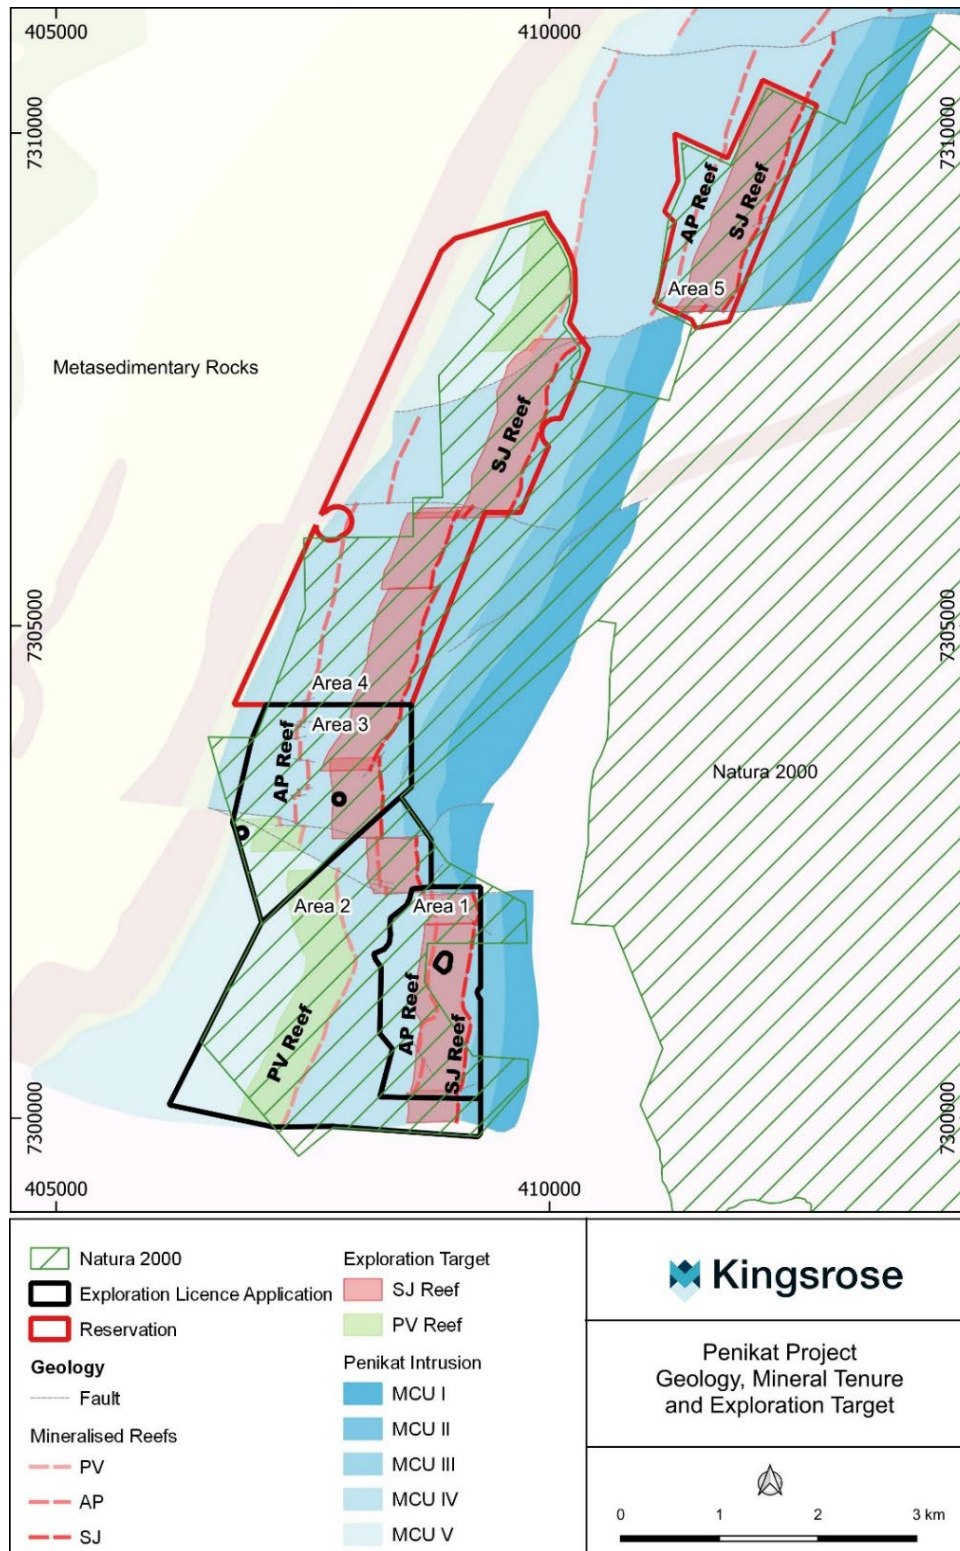 405000
410000
7310000
7310000
AP Reef
SJ Reef
Area 5
Metasedimentary Rocks
SJ Reef
7305000
7305000
Area 4
Area 3
AP Reef
Natura 2000
Area 2
Area 1
PV Reef
AP Reef
SJ Reef
7300000
7300000
405000
410000
Natura 2000
Exploration Licence Application
Reservation
Geology
Fault
Mineralised Reefs
PV
AP
SJ
Exploration Target
SJ Reef
PV Reef
Penikat Intrusion
MCU I
MCU II
MCU III
MCU IV
MCU V
Kingsrose
Penikat Project
Geology, Mineral Tenure
and Exploration Target
0 1 2 3 km